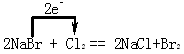 2e⁻
2NaBr + Cl₂ == 2NaCl+Br₂